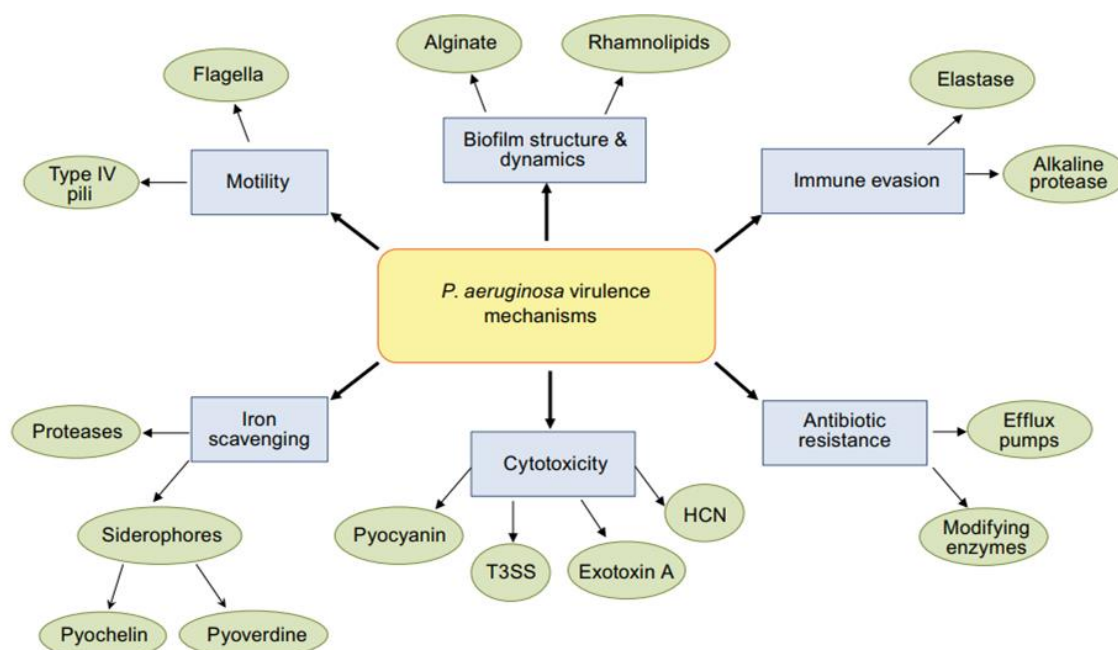 Alginate
Rhamnolipids
Flagella
Elastase
Biofilm structure &
dynamics
Type IV
pili
Motility
Immune evasion
Alkaline
protease
P. aeruginosa virulence
mechanisms
Proteases
Iron
scavenging
Antibiotic
resistance
Efflux
pumps
Cytotoxicity
Siderophores
Pyocyanin
HCN
Modifying
enzymes
T3SS
Exotoxin A
Pyochelin
Pyoverdine